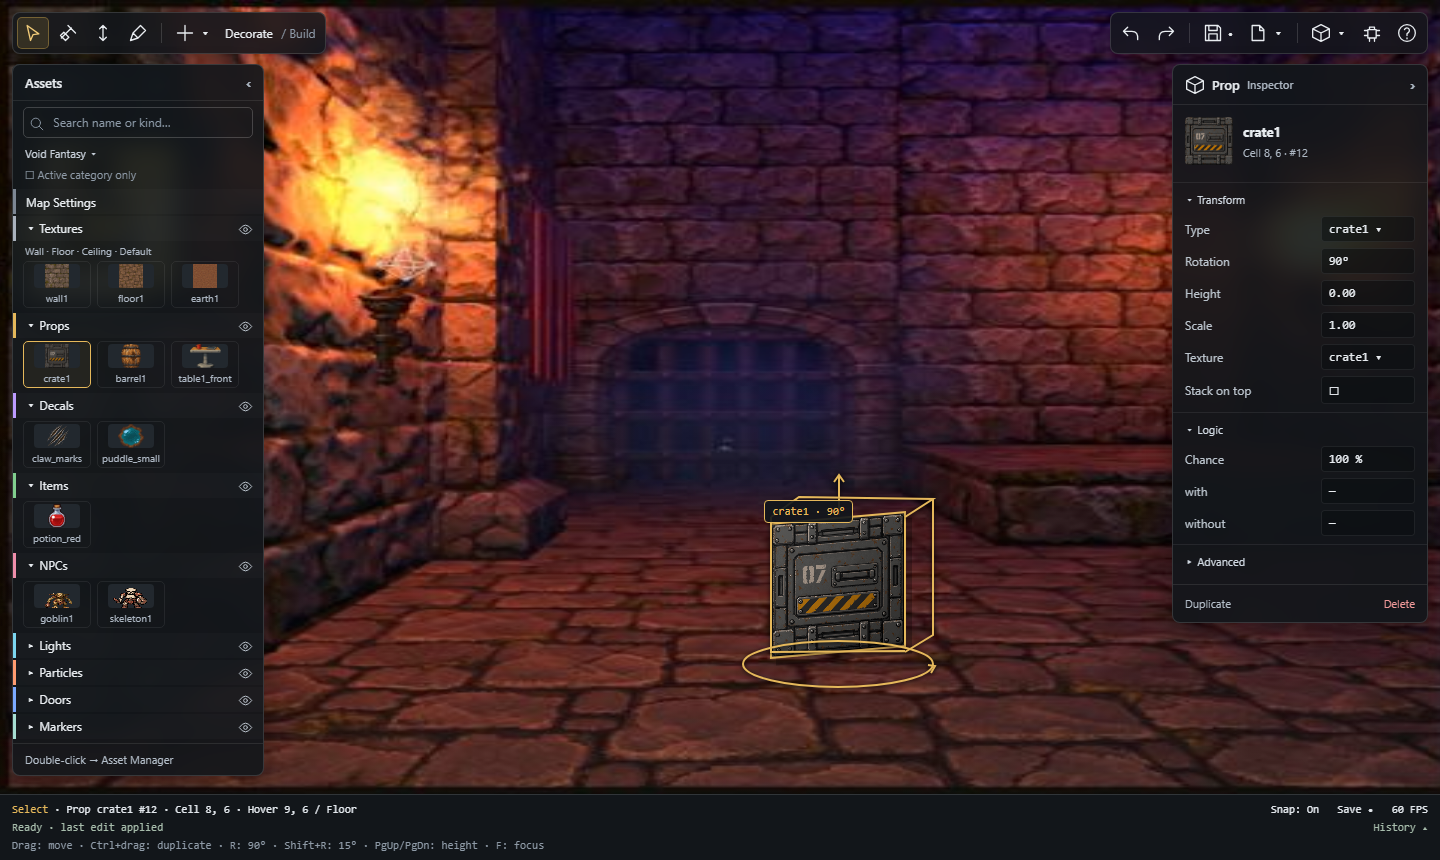 Decorate / Build
Assets
Search name or kind...
Void Fantasy
Active category only
Map Settings
Textures
Wall · Floor · Ceiling · Default
wall1 floor1 earth1
Props
crate1 barrel1 table1_front
Decals
claw_marks puddle_small
Items
potion_red
NPCs
goblin1 skeleton1
Lights
Particles
Doors
Markers
Double-click → Asset Manager
crate1 · 90°
07
Prop Inspector
07
crate1
Cell 8, 6 · #12
Transform
Type crate1
Rotation 90°
Height 0.00
Scale 1.00
Texture crate1
Stack on top
Logic
Chance 100 %
with —
without —
Advanced
Duplicate Delete
Select · Prop crate1 #12 · Cell 8, 6 · Hover 9, 6 / Floor
Snap: On Save • 60 FPS
Ready · last edit applied
History
Drag: move · Ctrl+drag: duplicate · R: 90° · Shift+R: 15° · PgUp/PgDn: height · F: focus